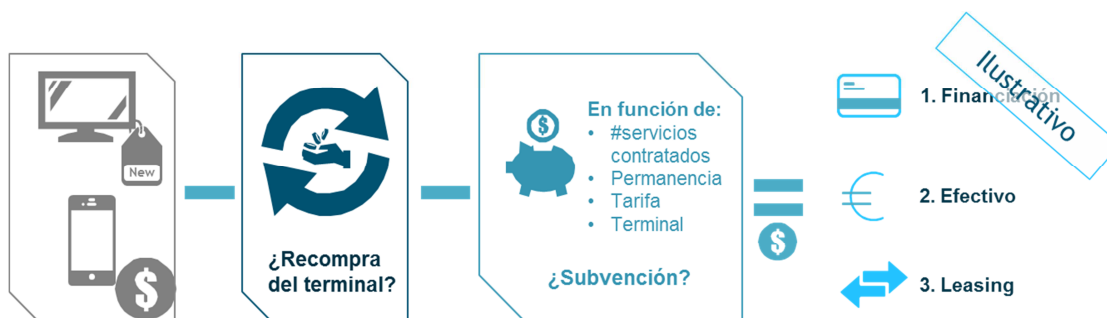 New
$
¿Recompra
del terminal?
$
En función de:
• #servicios
contratados
• Permanencia
• Tarifa
• Terminal
¿Subvención?
$
1. Financiación
2. Efectivo
3. Leasing
Ilustrativo